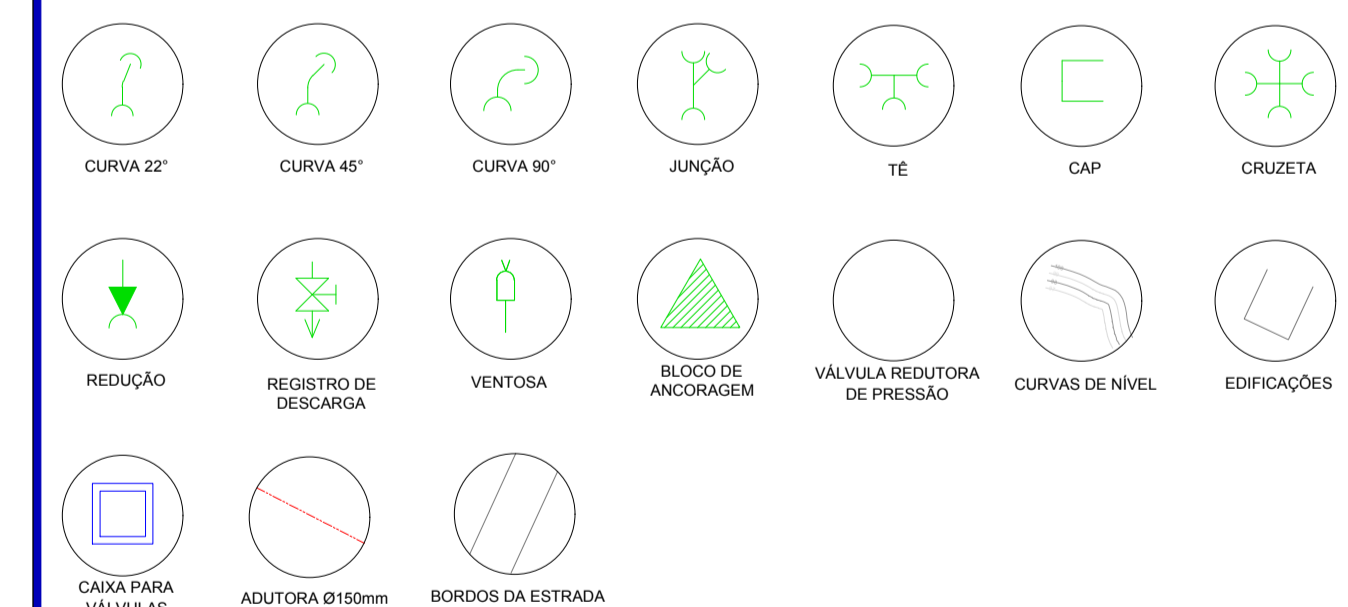 CURVA 22°
CURVA 45°
CURVA 90°
JUNÇÃO
TÊ
CAP
CRUZETA
REDUÇÃO
REGISTRO DE
DESCARGA
VENTOSA
BLOCO DE
ANCORAGEM
VÁLVULA REDUTORA
DE PRESSÃO
CURVAS DE NÍVEL
EDIFICAÇÕES
CAIXA PARA
VÁLVULAS
ADUTORA Ø150mm
BORDOS DA ESTRADA